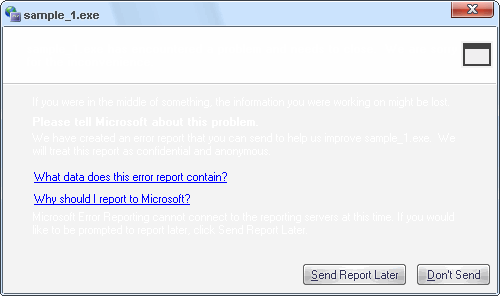 sample_1.exe
If you were in the middle of something, the information you were working on might be lost.
Please tell Microsoft about this problem.
We have created an error report that you can send to help us improve sample_1.exe. We
will treat this report as confidential and anonymous.
What data does this error report contain?
Why should I report to Microsoft?
Microsoft Error Reporting cannot connect to the reporting servers at this time. If you would
like to be prompted to report later, click Send Report Later.
Send Report Later
Don't Send